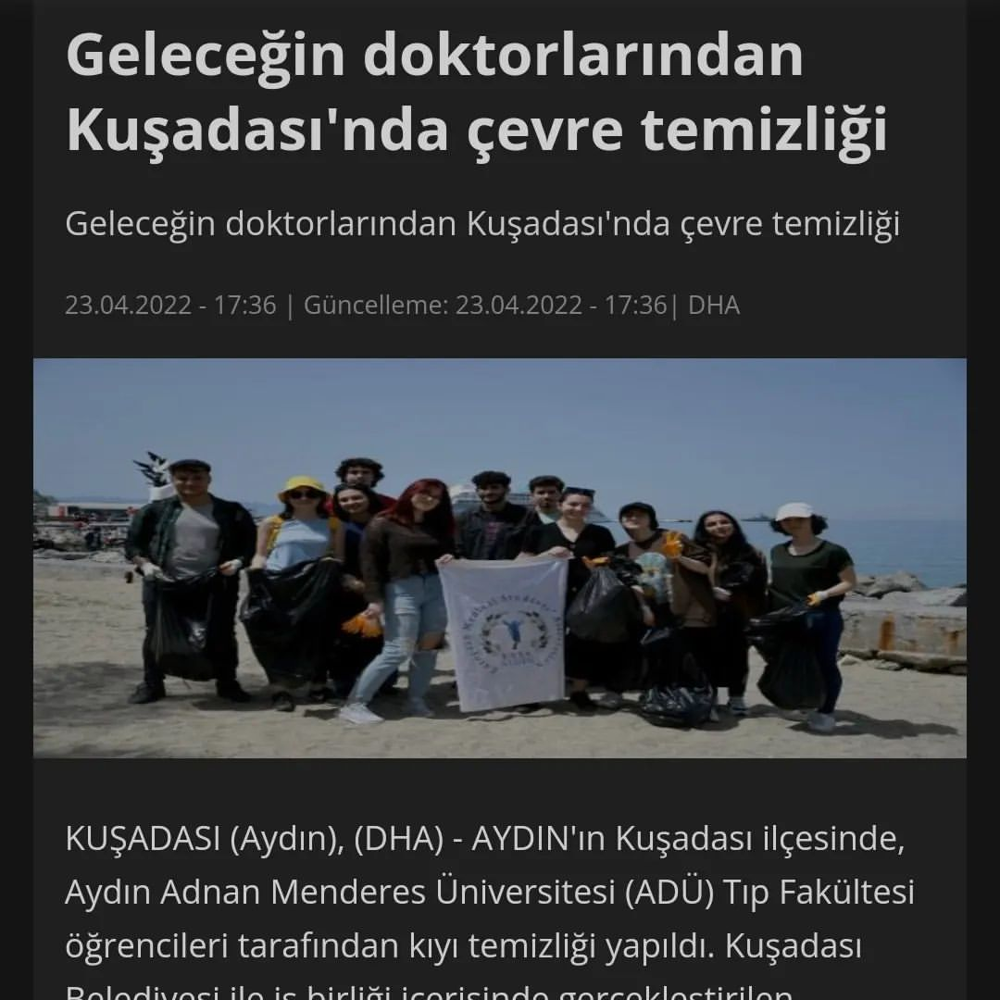 Geleceğin doktorlarından
Kuşadası'nda çevre temizliği
Geleceğin doktorlarından Kuşadası'nda çevre temizliği
23.04.2022 - 17:36 | Güncelleme: 23.04.2022 - 17:36| DHA
KUŞADASI (Aydın), (DHA) - AYDIN'ın Kuşadası ilçesinde,
Aydın Adnan Menderes Üniversitesi (ADÜ) Tıp Fakültesi
öğrencileri tarafından kıyı temizliği yapıldı. Kuşadası
Belediyesi ile iş birliği içerisinde gerçekleştirilen